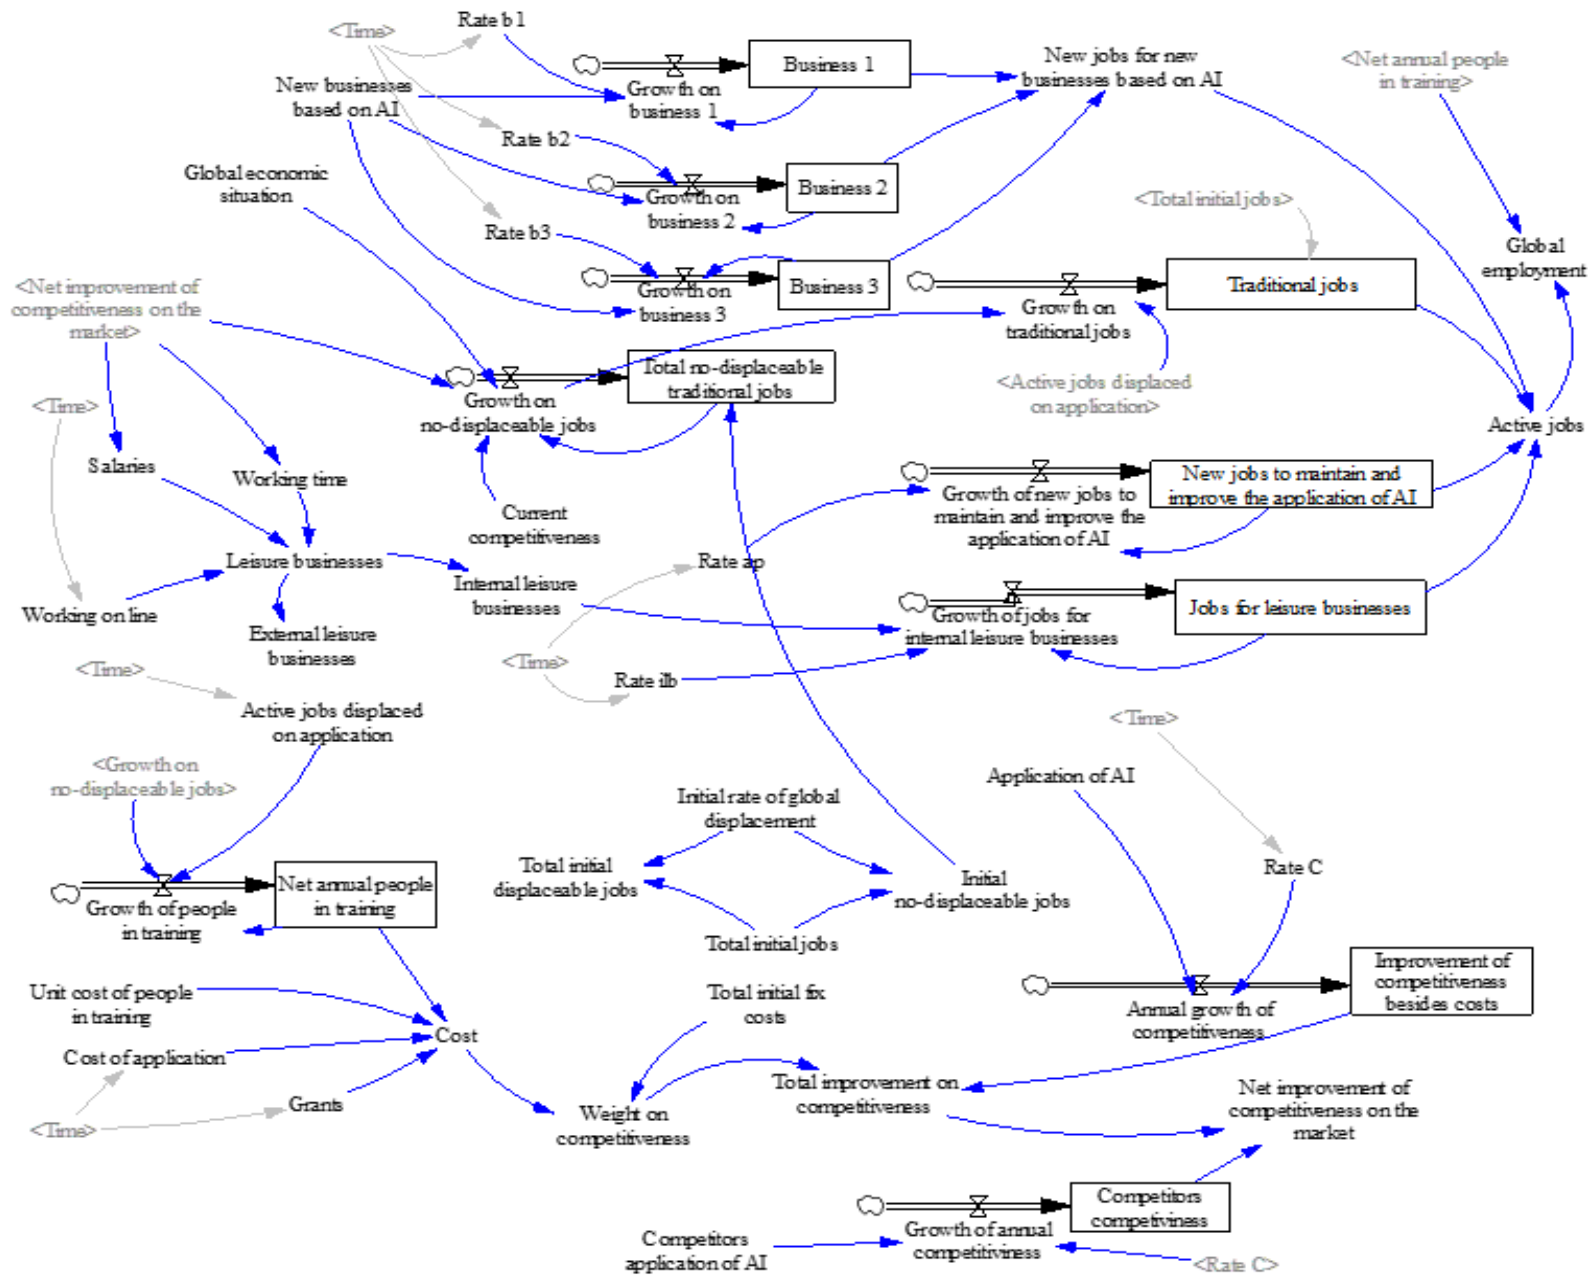 <Time>
Rate b1
Business 1
New jobs for new
businesses based on AI
<Net annual people
in training>
New businesses
based on AI
Growth on
business 1
Rate b2
Global economic
situation
Business 2
Growth on
business 2
<Total initial jobs>
Rate b3
Global
employment
Business 3
Growth on
business 3
Traditional jobs
Growth on
traditional jobs
<Net improvement of
competitiveness on the
market>
Total no-displaceable
traditional jobs
<Active jobs displaced
on application>
<Time>
Growth on
no-displaceable jobs
Active jobs
Salaries
Working time
New jobs to maintain and
improve the application of AI
Growth of new jobs to
maintain and improve the
application of AI
Current
competitiveness
Leisure businesses
Rate ap
Internal leisure
businesses
Jobs for leisure businesses
Growth of jobs for
internal leisure businesses
Working on line
External leisure
businesses
<Time>
<Time>
Rate ilb
Active jobs displaced
on application
<Time>
<Growth on
no-displaceable jobs>
Application of AI
Initial rate of global
displacement
Total initial
displaceable jobs
Initial
no-displaceable jobs
Rate C
Net annual people
in training
Growth of people
in training
Total initial jobs
Improvement of
competitiveness
besides costs
Unit cost of people
in training
Total initial fix
costs
Annual growth of
competitiveness
Cost
Cost of application
Total improvement on
competitiveness
Net improvement of
competitiveness on the
market
Grants
<Time>
Weight on
competitiveness
Competitors
competiviness
Growth of annual
competitiviness
Competitors
application of AI
<Rate C>